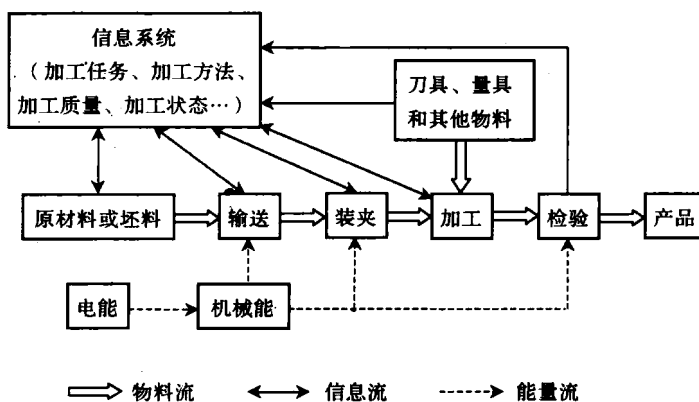 信息系统
（加工任务、加工方法、
加工质量、加工状态…）
刀具、量具
和其他物料
原材料或坯料
输送
装夹
加工
检验
产品
电能
机械能
物料流
信息流
能量流